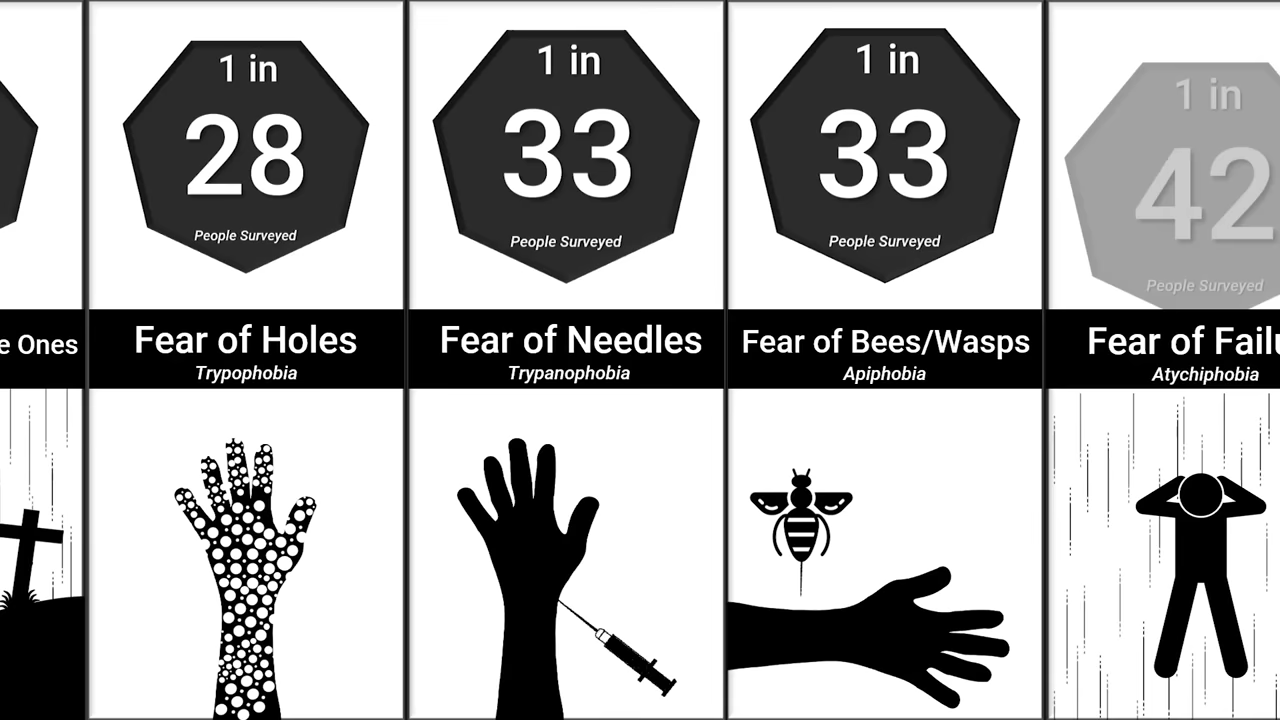 e Ones
1 in
28
People Surveyed
Fear of Holes
Trypophobia
1 in
33
People Surveyed
Fear of Needles
Trypanophobia
1 in
33
People Surveyed
Fear of Bees/Wasps
Apiphobia
1 in
42
People Surveyed
Fear of Failu
Atychiphobia